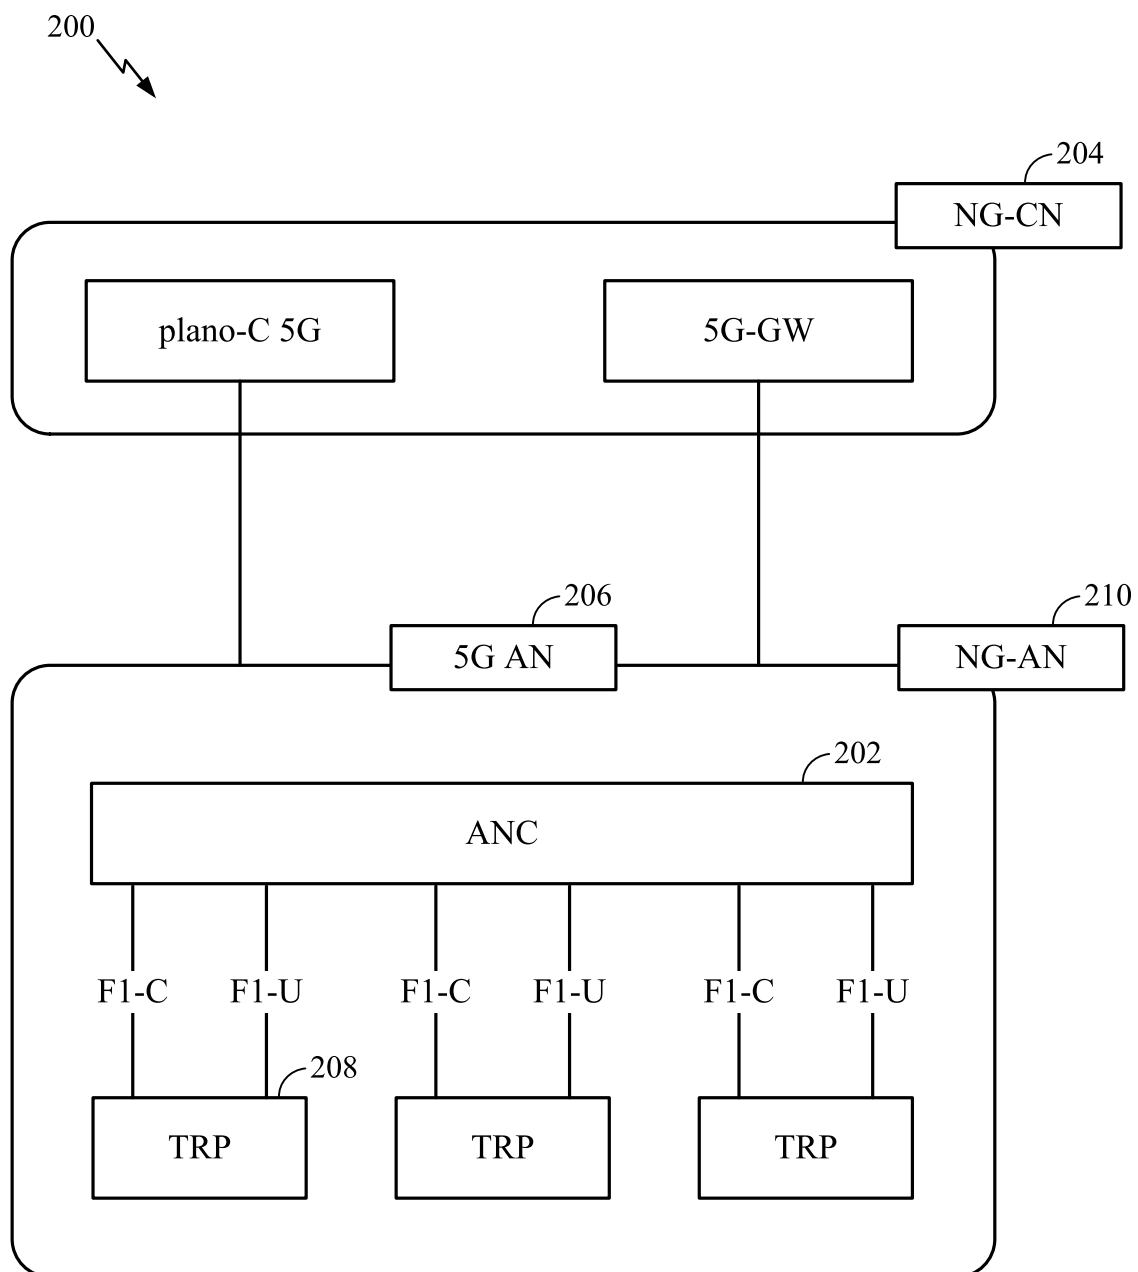 200
204
NG-CN
plano-C 5G
5G-GW
206
210
5G AN
NG-AN
202
ANC
F1-C
F1-U
F1-C
F1-U
F1-C
F1-U
208
TRP
TRP
TRP